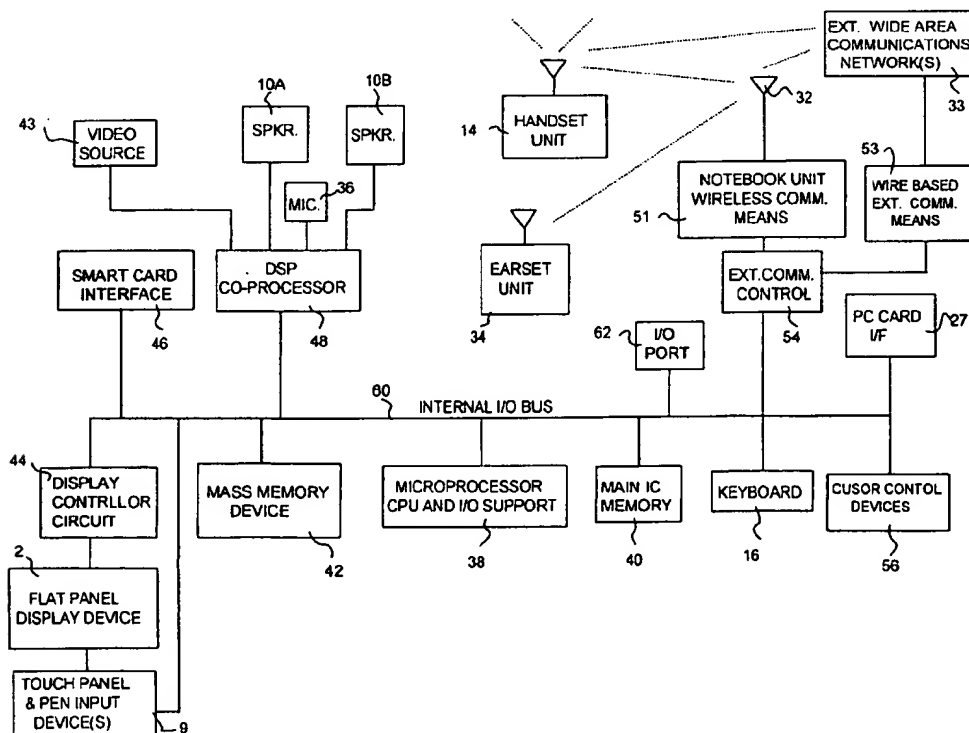 EXT. WIDE AREA
COMMUNICATIONS
NETWORK(S)
33
10A
10B
32
43
VIDEO
SOURCE
SPKR.
SPKR.
14
HANDSET
UNIT
53
36
MIC.
NOTEBOOK UNIT
WIRELESS COMM.
MEANS
51
WIRE BASED
EXT. COMM.
MEANS
SMART CARD
INTERFACE
46
DSP
CO-PROCESSOR
48
EARSET
UNIT
34
EXT.COMM.
CONTROL
54
PC CARD
I/F
27
62
I/O
PORT
60
INTERNAL I/O BUS
44
DISPLAY
CONTRLLOR
CIRCUIT
MASS MEMORY
DEVICE
42
MICROPROCESSOR
CPU AND I/O SUPPORT
38
MAIN IC
MEMORY
40
KEYBOARD
16
CUSOR CONTOL
DEVICES
56
2
FLAT PANEL
DISPLAY DEVICE
TOUCH PANEL
& PEN INPUT
DEVICE(S)
9